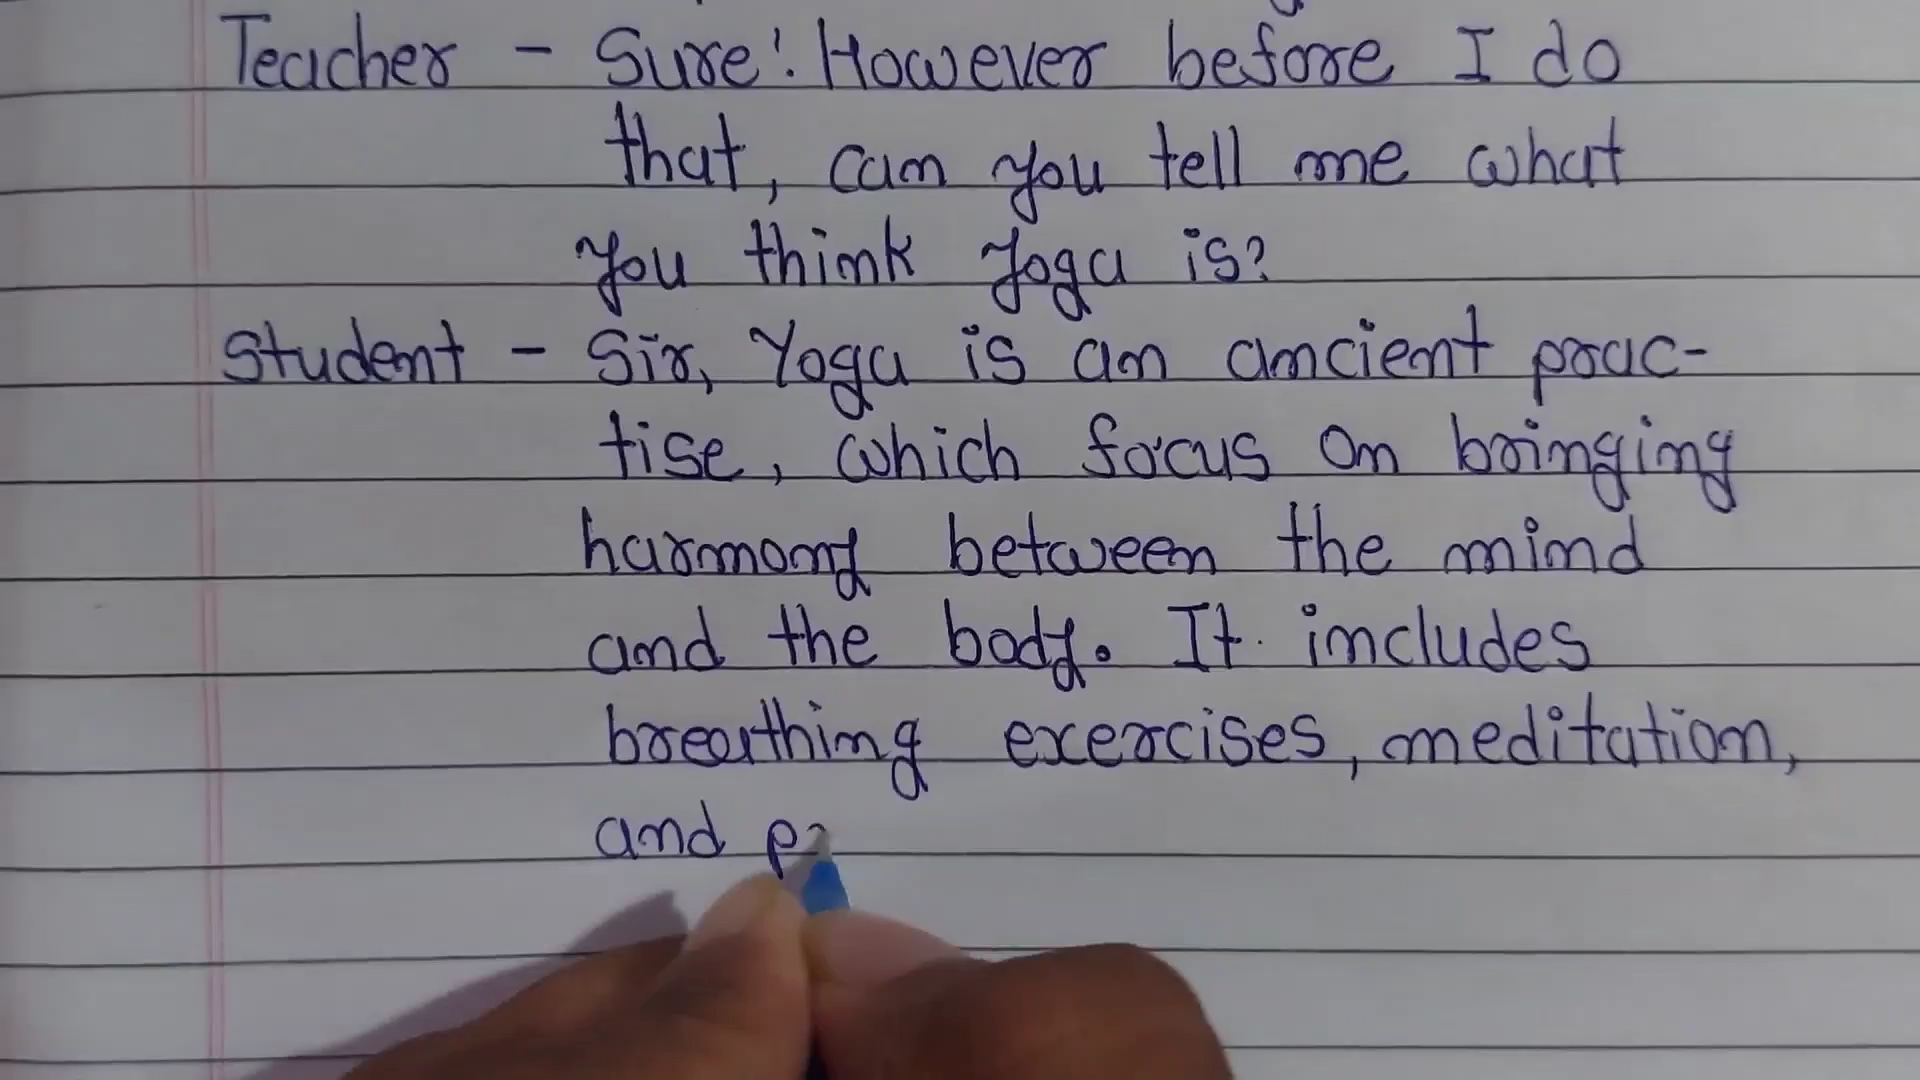 Teacher - Sure! However before I do
that, can you tell me what
you think Yoga is?
Student - Sir, Yoga is an ancient prac-
tise, which focus on bringing
harmony between the mind
and the body. It includes
breathing exercises, meditation,
and